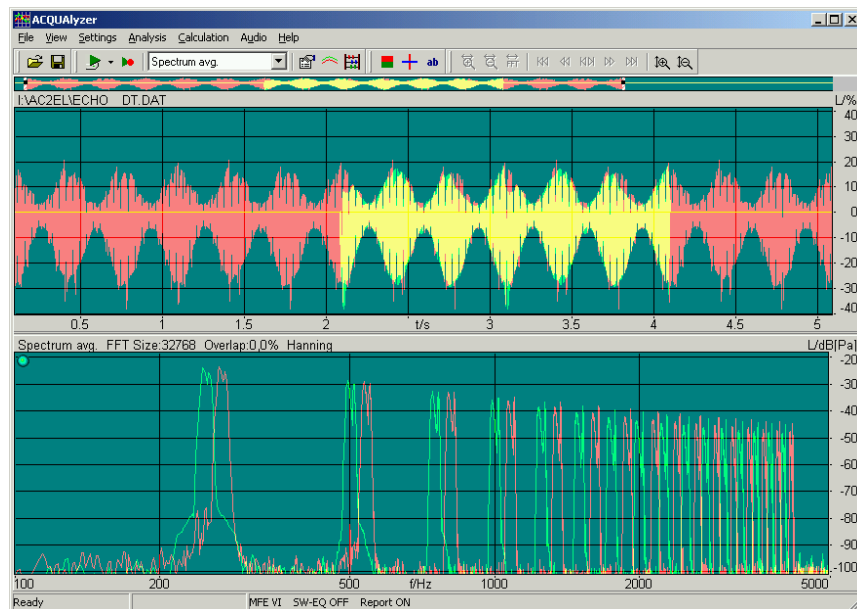 ACQUAlyzer
File View Settings Analysis Calculation Audio Help
Spectrum avg. ab FFT
I:\AC2EL\ECHO DT.DAT L/%
40
30
20
10
0
-10
-20
-30
-40
0.5 1 1.5 2 t/s 3 3.5 4 4.5 5
Spectrum avg. FFT Size:32768 Overlap:0,0% Hanning L/dB[Pa]
-20
-30
-40
-50
-60
-70
-80
-90
-100
100 200 500 f/Hz 1000 2000 5000
Ready MFE VI SW-EQ OFF Report ON